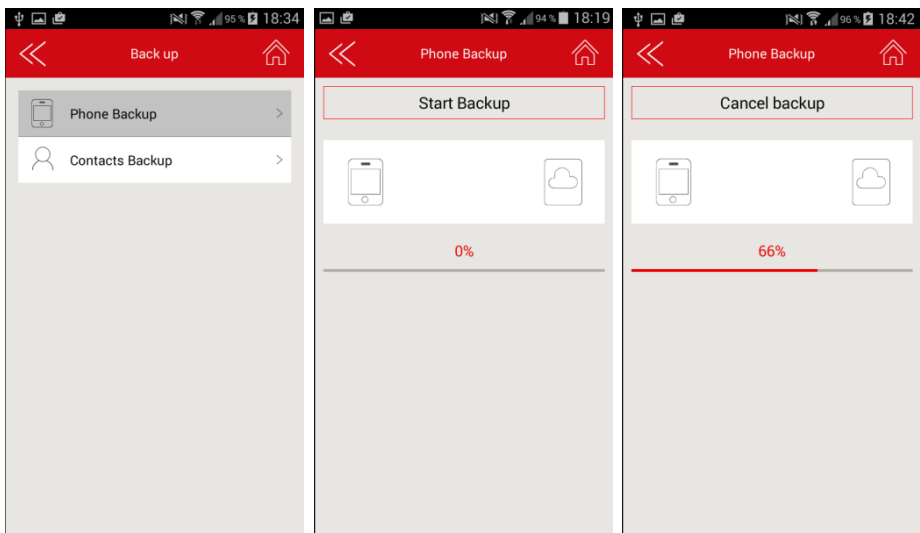 95 % 18:34
Back up
Phone Backup
Contacts Backup
94 % 18:19
Phone Backup
Start Backup
0%
96 % 18:42
Phone Backup
Cancel backup
66%